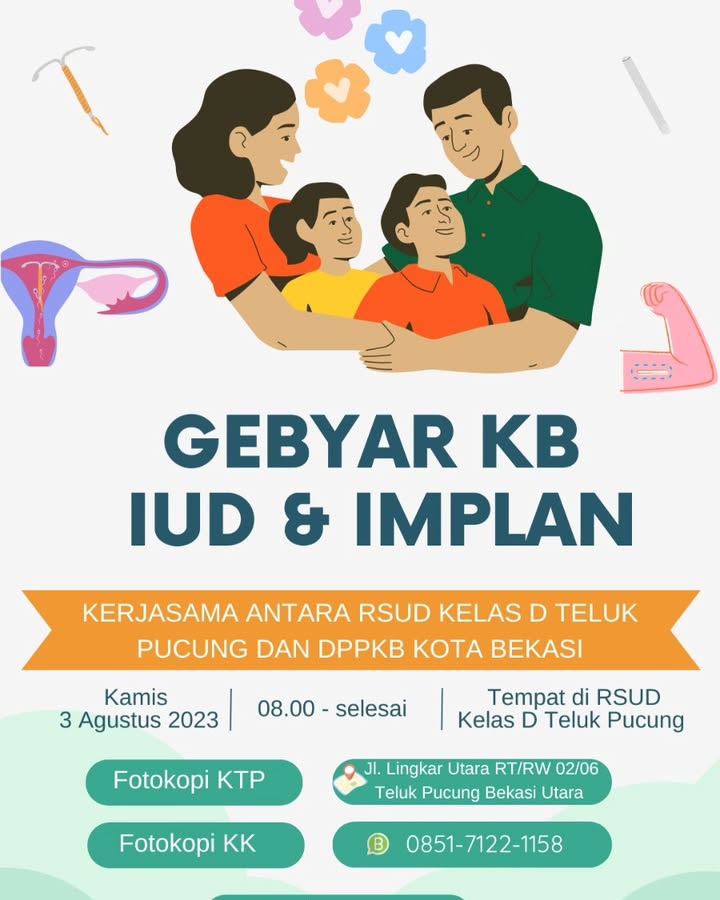 GEBYAR KB
IUD & IMPLAN
KERJASAMA ANTARA RSUD KELAS D TELUK
PUCUNG DAN DPPKB KOTA BEKASI
Kamis
3 Agustus 2023
08.00 - selesai
Tempat di RSUD
Kelas D Teluk Pucung
Fotokopi KTP
Jl. Lingkar Utara RT/RW 02/06
Teluk Pucung Bekasi Utara
Fotokopi KK
0851-7122-1158